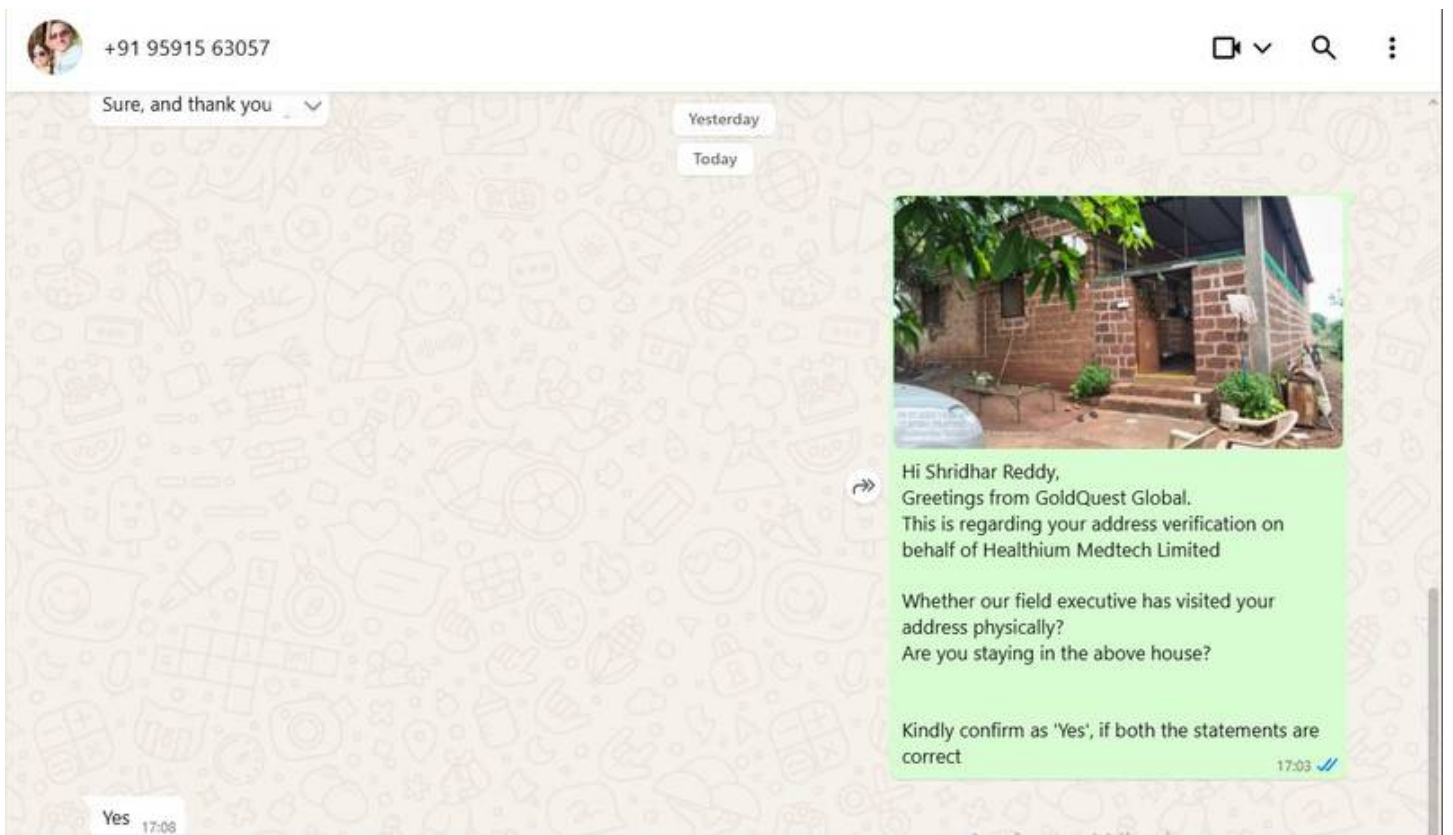 +91 95915 63057
Sure, and thank you
Yesterday
Today
Hi Shridhar Reddy,
Greetings from GoldQuest Global.
This is regarding your address verification on
behalf of Healthium Medtech Limited
Whether our field executive has visited your
address physically?
Are you staying in the above house?
Kindly confirm as 'Yes', if both the statements are
correct
17:03
Yes
17:08